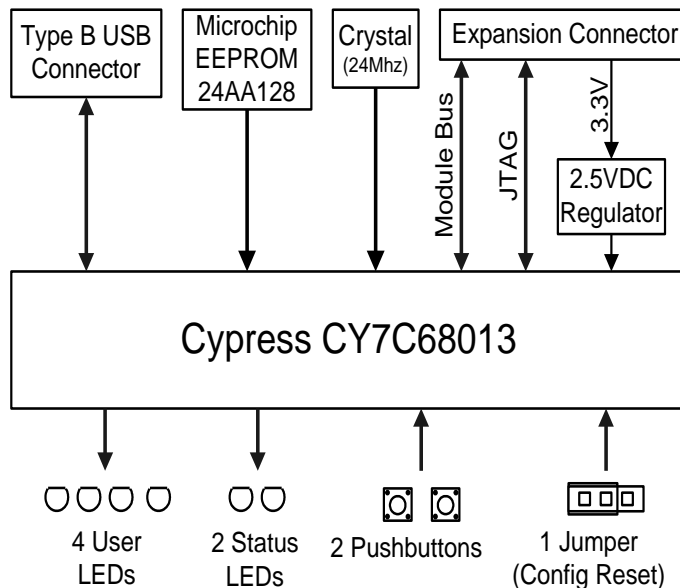 Type B USB
Connector
Microchip
EEPROM
24AA128
Crystal
(24Mhz)
Expansion Connector
Module Bus
JTAG
3.3V
2.5VDC
Regulator
Cypress CY7C68013
4 User
LEDs
2 Status
LEDs
2 Pushbuttons
1 Jumper
(Config Reset)